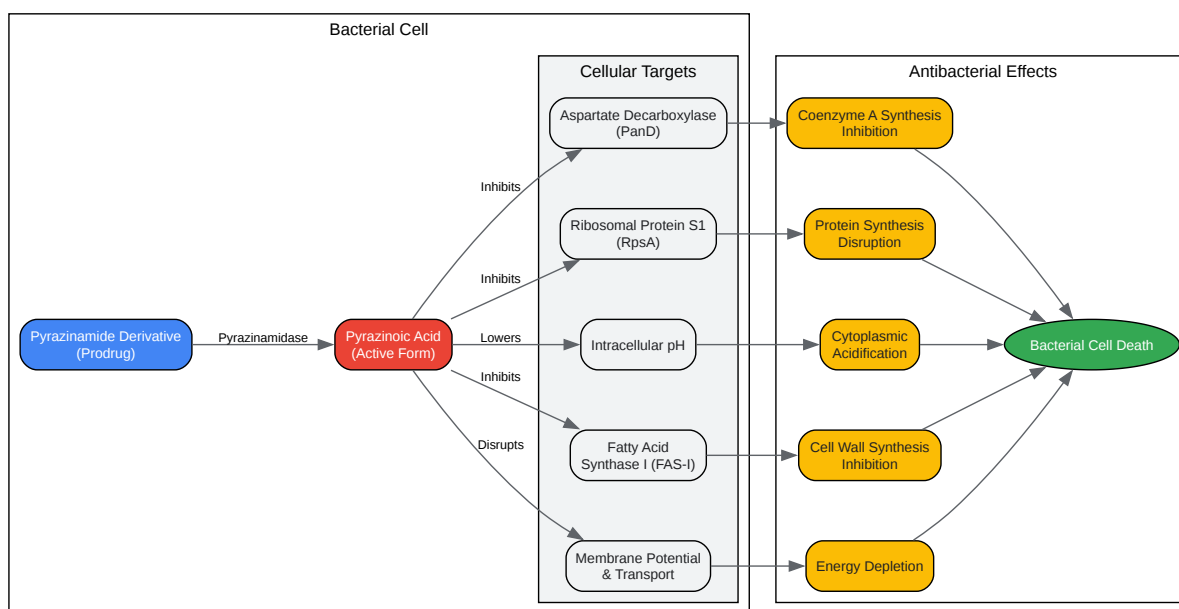 Bacterial Cell
Cellular Targets
Antibacterial Effects
Aspartate Decarboxylase
(PanD)
Coenzyme A Synthesis
Inhibition
Inhibits
Ribosomal Protein S1
(RpsA)
Protein Synthesis
Disruption
Inhibits
Pyrazinamide Derivative
(Prodrug)
Pyrazinamidase
Pyrazinoic Acid
(Active Form)
Lowers
Intracellular pH
Cytoplasmic
Acidification
Bacterial Cell Death
Inhibits
Fatty Acid
Synthase I (FAS-I)
Cell Wall Synthesis
Inhibition
Disrupts
Membrane Potential
& Transport
Energy Depletion